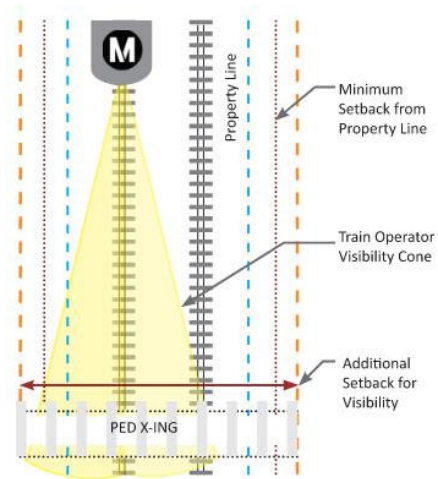 M
Property Line
Minimum
Setback from
Property Line
Train Operator
Visibility Cone
Additional
Setback for
Visibility
PED X-ING